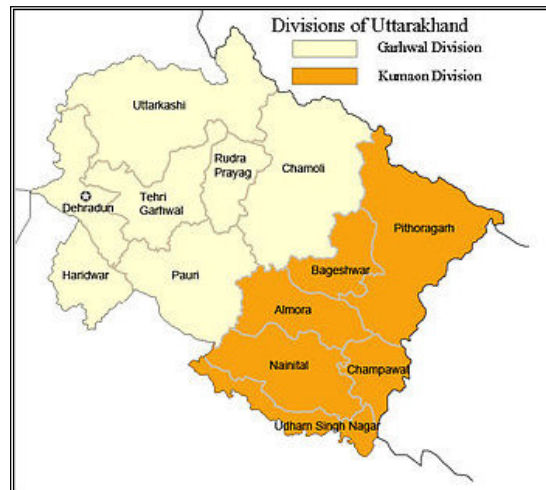 Divisions of Uttarakhand
Garhwal Division
Kumaon Division
Uttarkashi
Rudra
Prayag
Chamoli
Tehri
Garhwal
Dehradun
Pithoragarh
Haridwar
Pauri
Bageshwar
Almora
Nainital
Champawat
Udham Singh Nagar